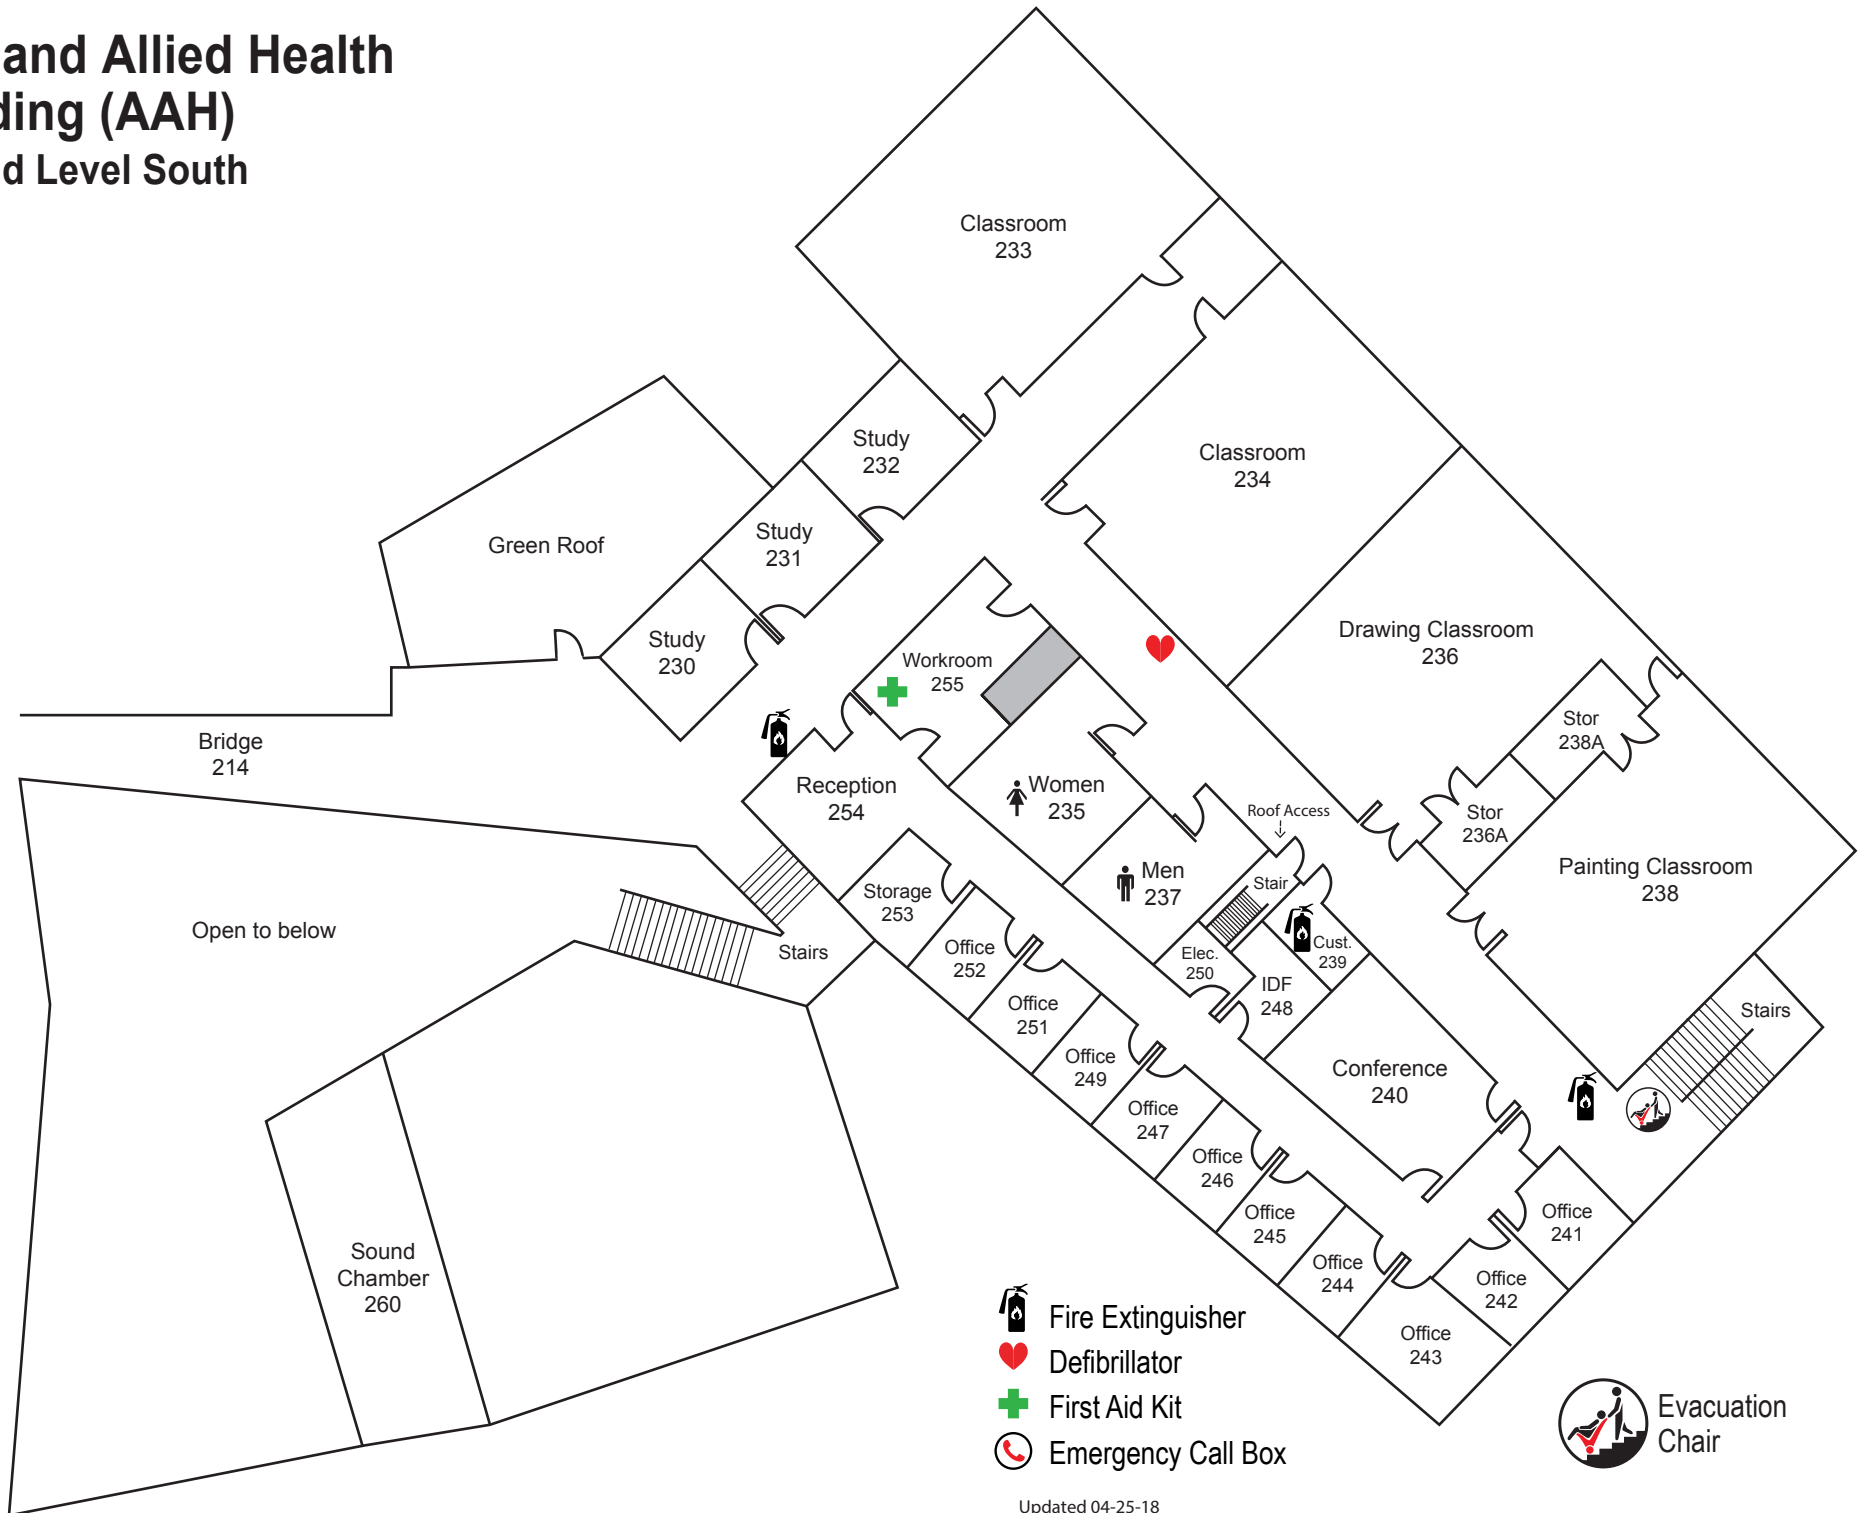 and Allied Health
ding (AAH)
d Level South
Classroom
233
Classroom
234
Study
232
Study
231
Study
230
Green Roof
Drawing Classroom
236
Workroom
255
Bridge
214
Stor
238A
Stor
236A
Reception
254
Women
235
Roof Access
Painting Classroom
238
Men
237
Stair
Storage
253
Open to below
Stairs
Office
252
Elec.
250
Cust.
239
IDF
248
Office
251
Stairs
Office
249
Conference
240
Office
247
Office
246
Office
245
Office
241
Office
244
Office
242
Office
243
Sound
Chamber
260
Fire Extinguisher
Defibrillator
First Aid Kit
Emergency Call Box
Evacuation
Chair
Updated 04-25-18